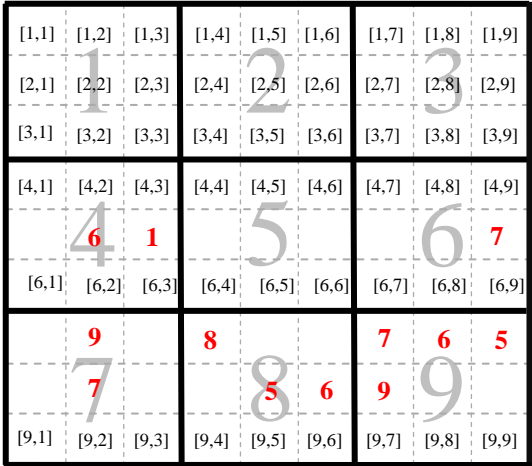 [1,1] [1,2] [1,3] [1,4] [1,5] [1,6] [1,7] [1,8] [1,9]
1 2 3
[2,1] [2,2] [2,3] [2,4] [2,5] [2,6] [2,7] [2,8] [2,9]
[3,1] [3,2] [3,3] [3,4] [3,5] [3,6] [3,7] [3,8] [3,9]
[4,1] [4,2] [4,3] [4,4] [4,5] [4,6] [4,7] [4,8] [4,9]
4 5 6
6 1 7
[6,1] [6,2] [6,3] [6,4] [6,5] [6,6] [6,7] [6,8] [6,9]
9 8 7 6 5
7 8 9
7 5 6 9
[9,1] [9,2] [9,3] [9,4] [9,5] [9,6] [9,7] [9,8] [9,9]